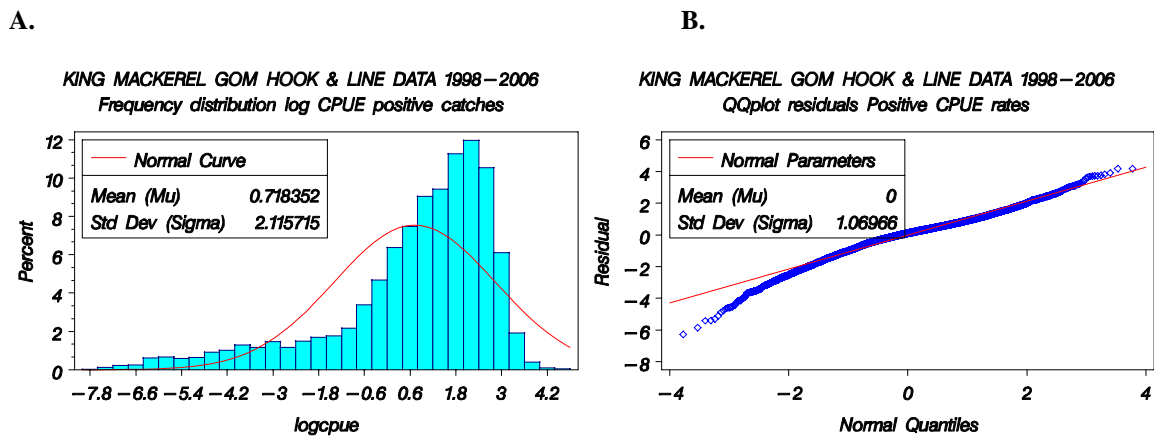 A.
KING MACKEREL GOM HOOK & LINE DATA 1998-2006
Frequency distribution log CPUE positive catches
Normal Curve
Mean (Mu) 0.718352
Std Dev (Sigma) 2.115715
Percent
12
10
8
6
4
2
0
-7.8 -6.6 -5.4 -4.2 -3 -1.8 -0.6 0.6 1.8 3 4.2
logcpue
B.
KING MACKEREL GOM HOOK & LINE DATA 1998-2006
QQplot residuals Positive CPUE rates
Normal Parameters
Mean (Mu) 0
Std Dev (Sigma) 1.06966
Residual
6
4
2
0
-2
-4
-6
-8
-4 -2 0 2 4
Normal Quantiles